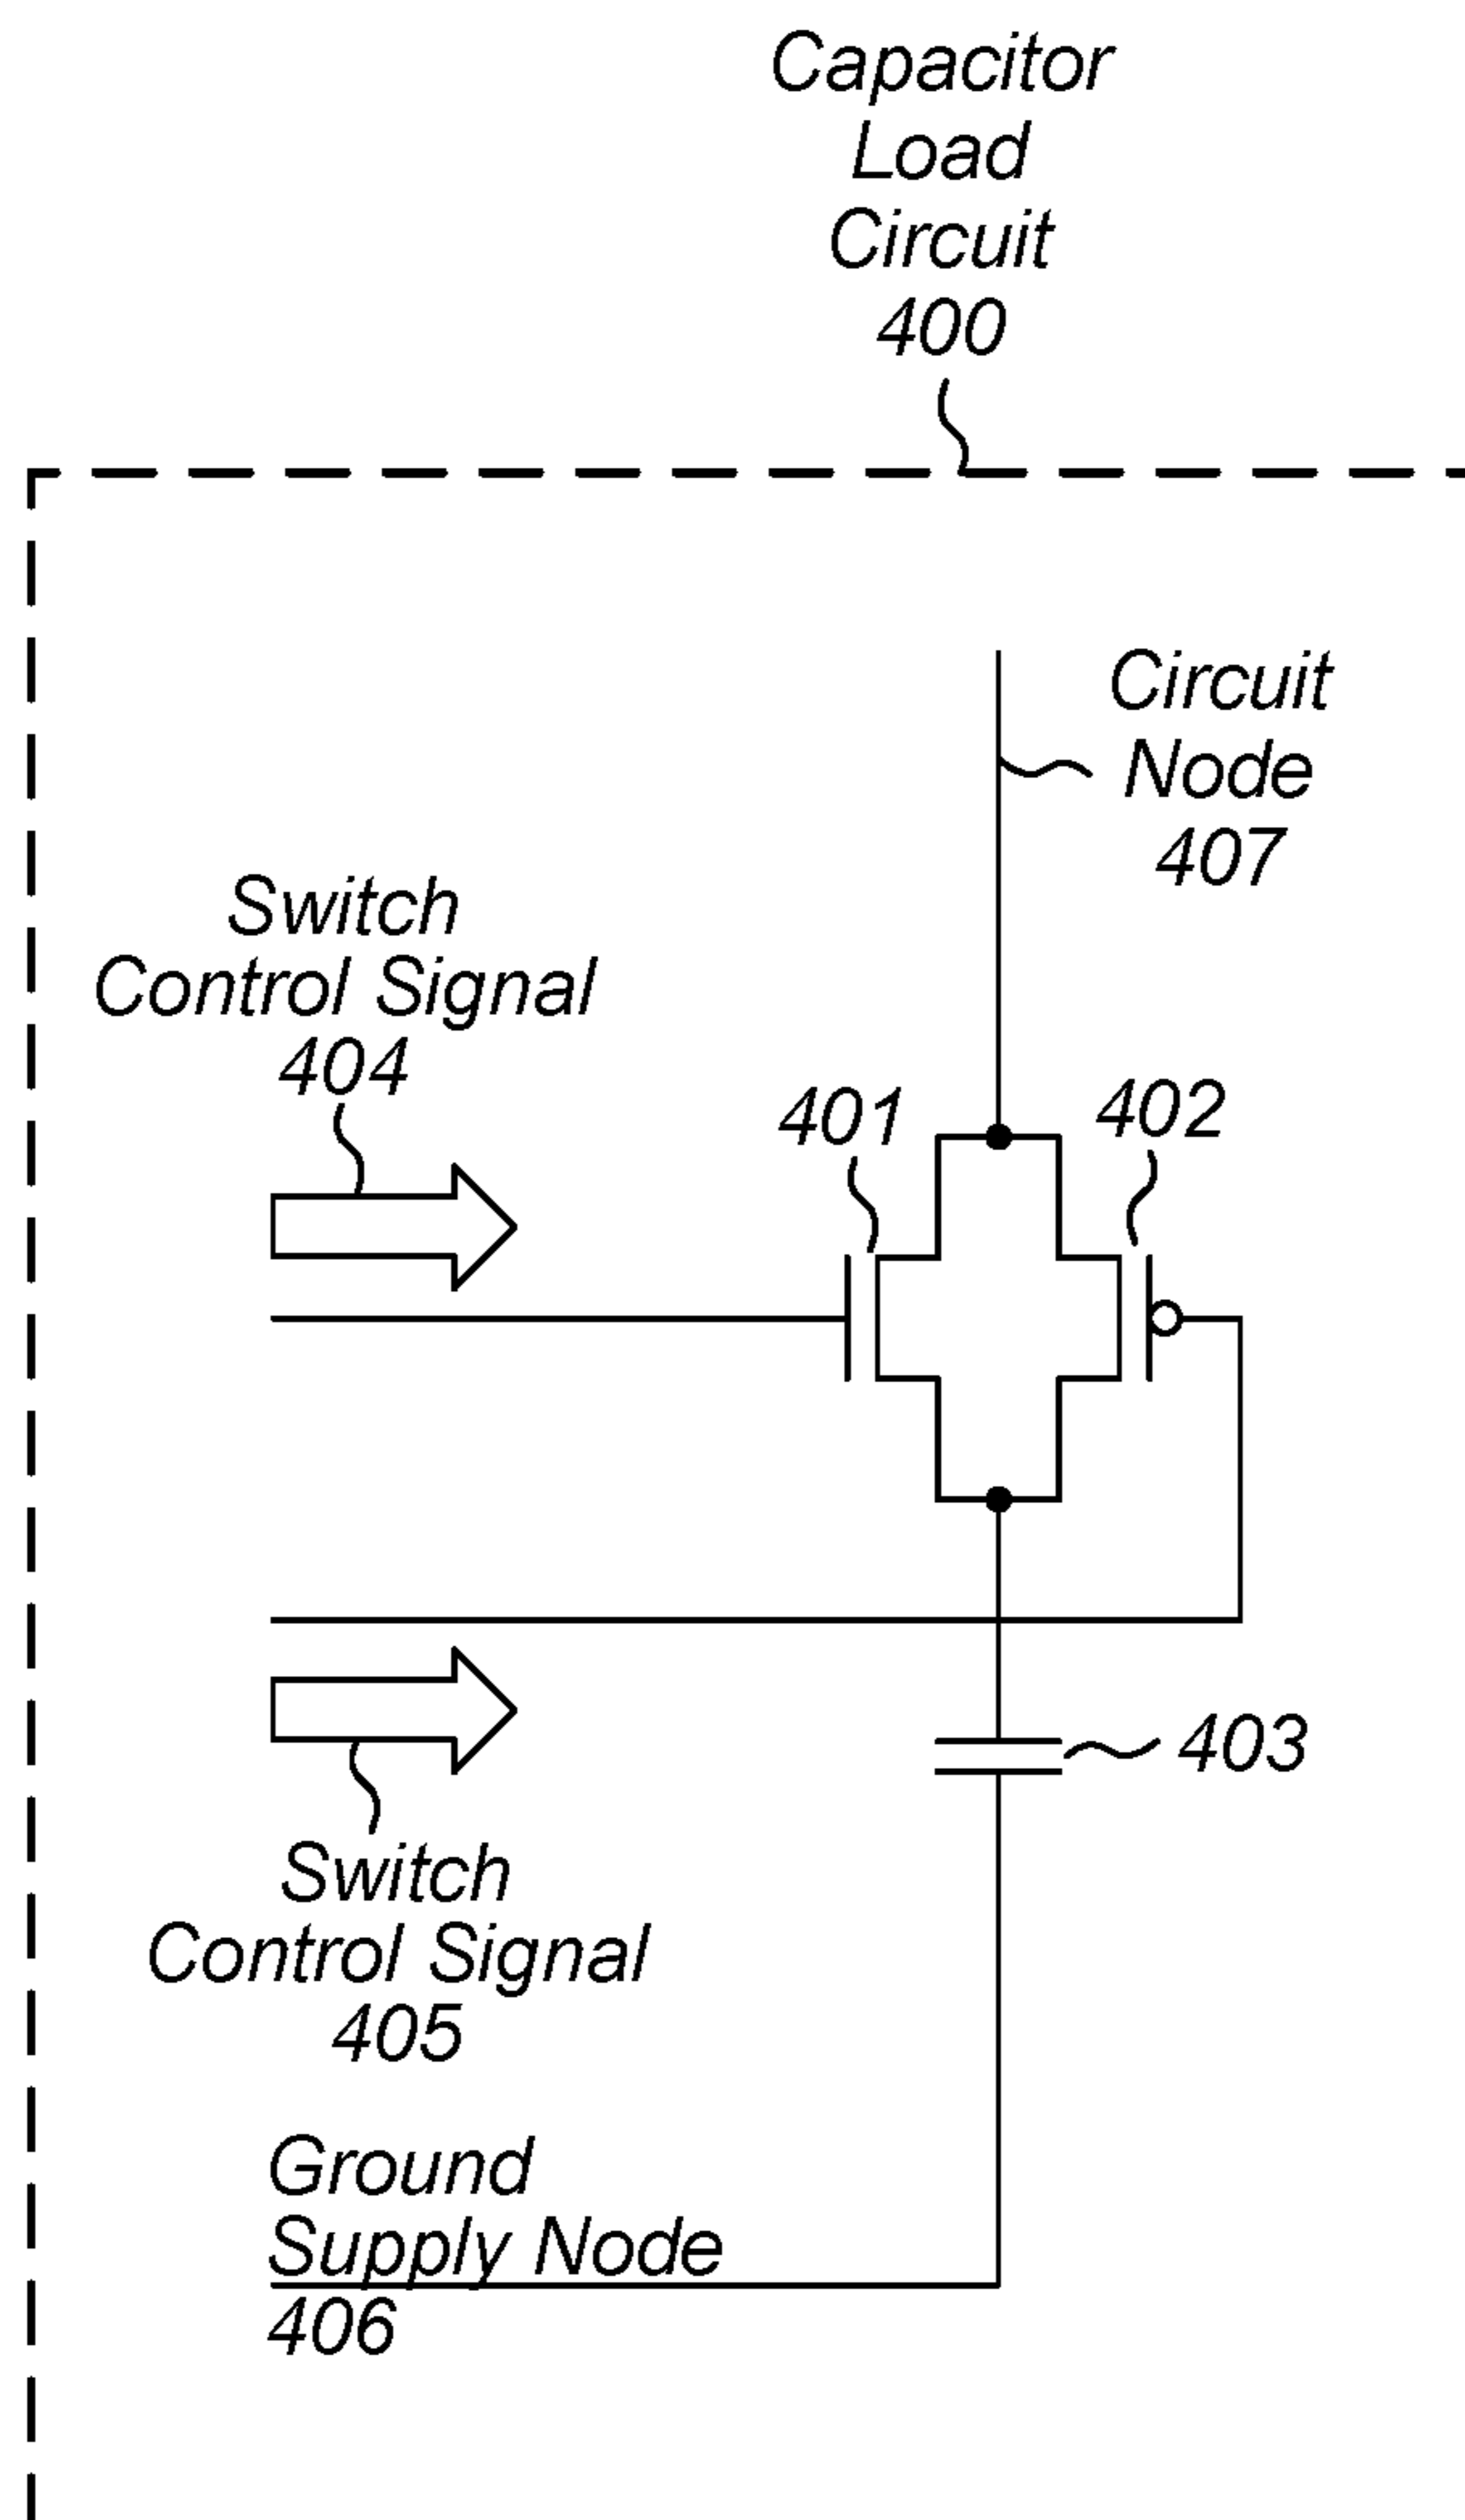 Capacitor
Load
Circuit
400
Circuit
Node
407
Switch
Control Signal
404
401
402
403
Switch
Control Signal
405
Ground
Supply Node
406